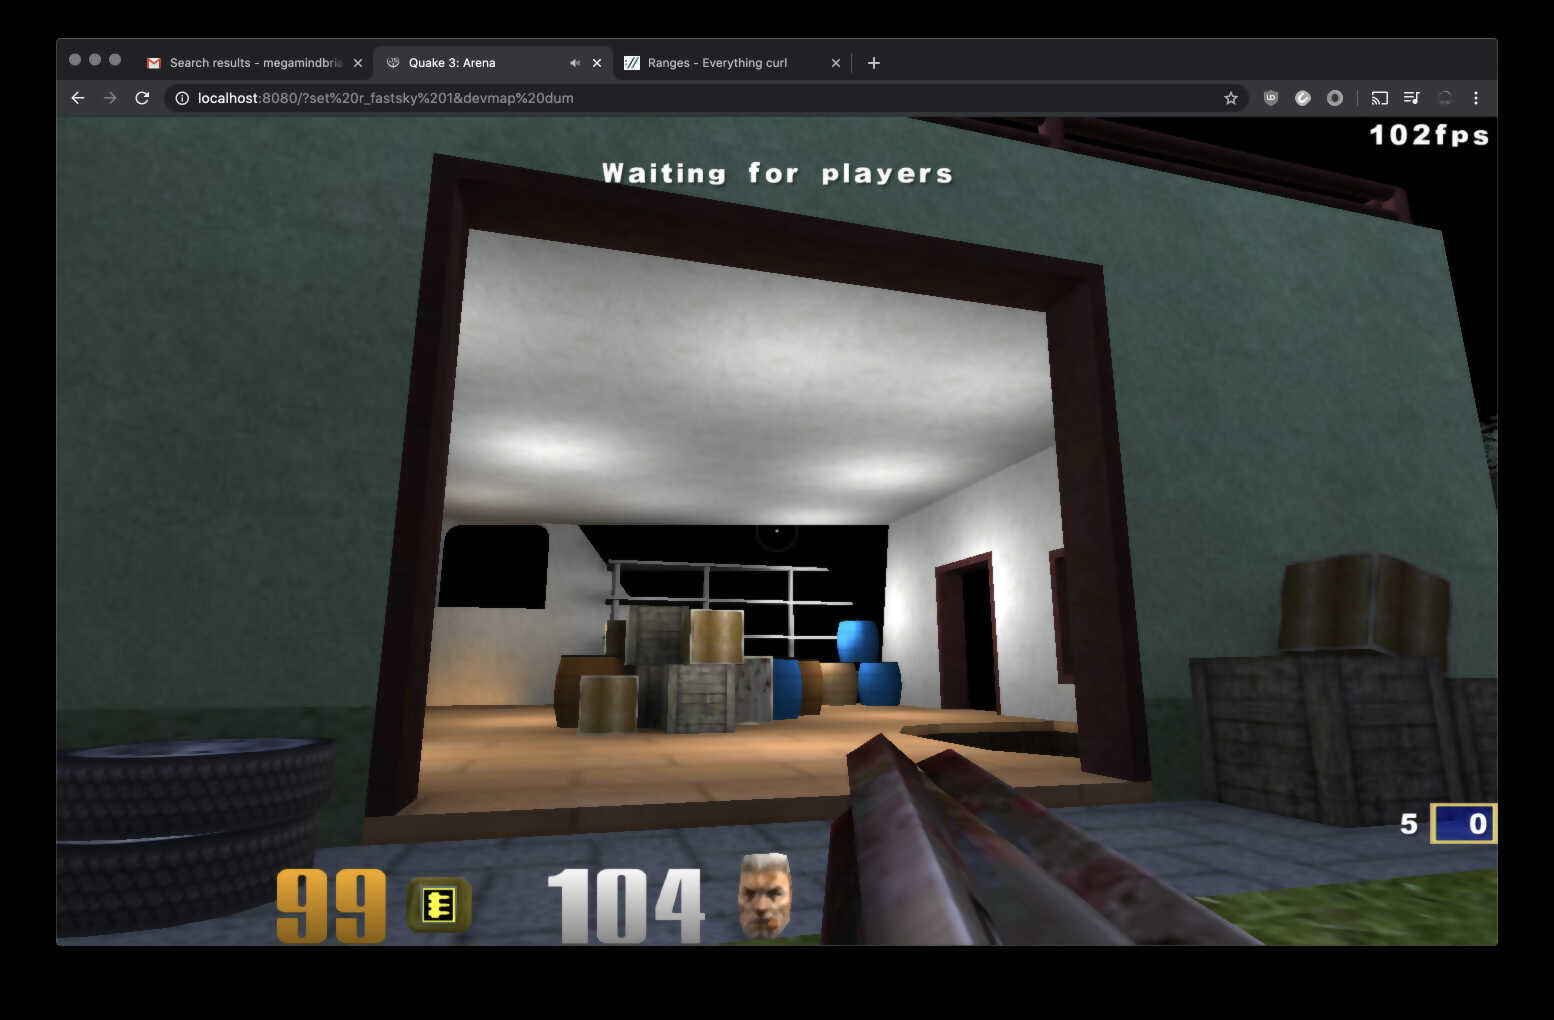 Search results - megamindbri
Quake 3: Arena
Ranges - Everything curl
localhost:8080/?set%20r_fastsky%201&devmap%20dum
102fps
Waiting for players
5 0
99 104